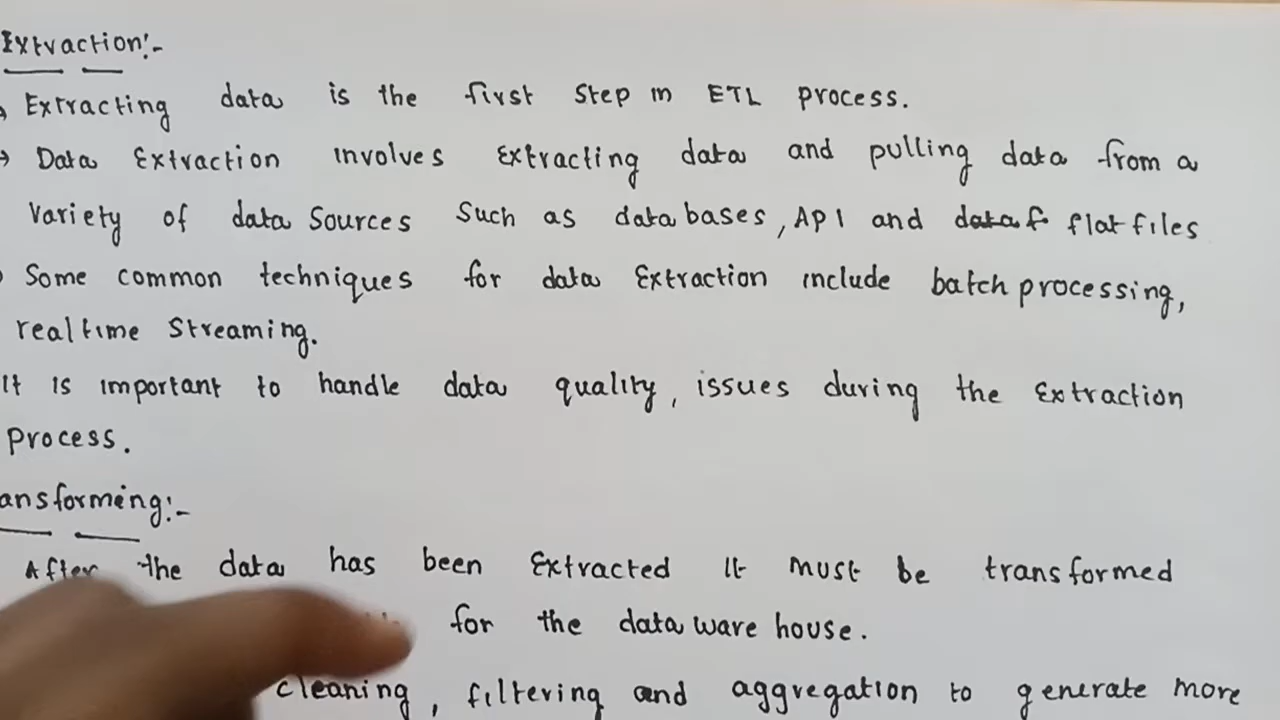 Extraction:-
→ Extracting data is the first step in ETL process.
→ Data Extraction involves extracting data and pulling data from a
variety of data sources such as databases, API and flat files
→ Some common techniques for data Extraction include batch processing,
real time streaming.
It is important to handle data quality, issues during the extraction
process.
ansforming:-
After the data has been extracted it must be transformed
for the data ware house.
cleaning, filtering and aggregation to generate more